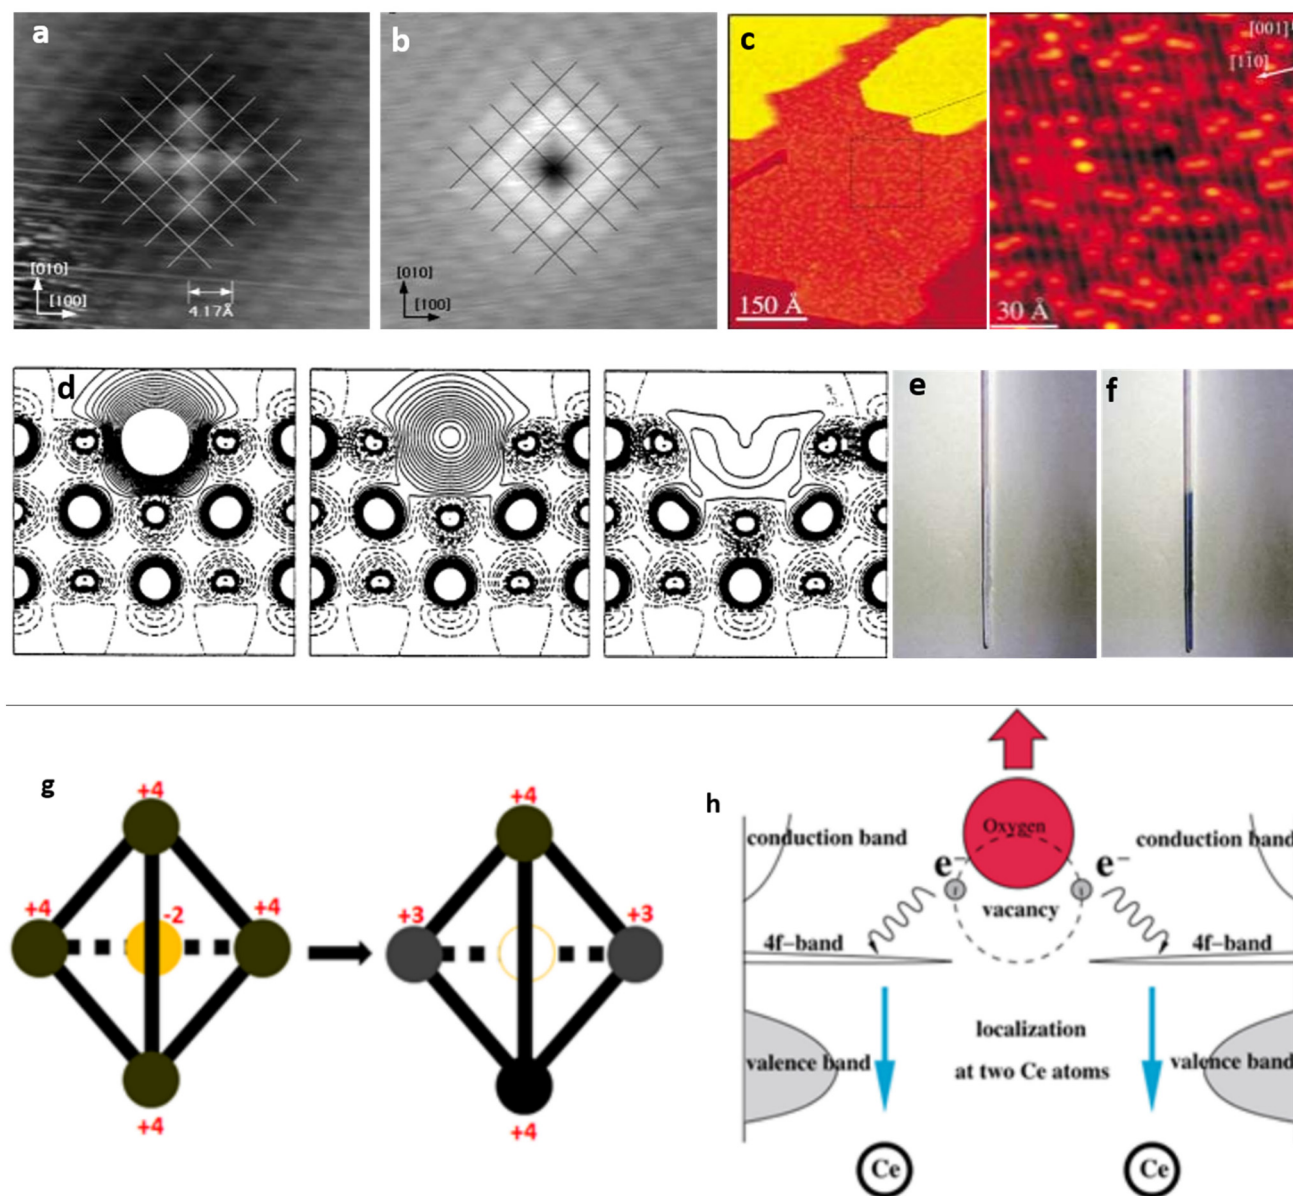 a
[010]
[100]
4.17Å
b
[010]
[100]
c
150 Å
[001]
[11̄0]
30 Å
d
e
f
g
+4
+4
-2
+4
+4
+4
+3
+3
+4
h
conduction band
Oxygen
conduction band
e⁻
e⁻
vacancy
4f-band
4f-band
localization
valence band
at two Ce atoms
valence band
Ce
Ce